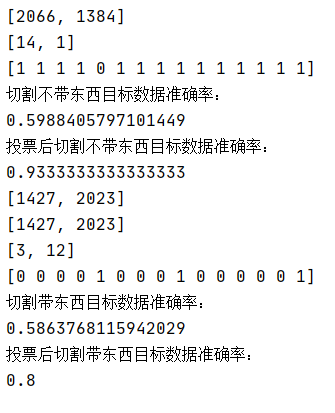 [2066, 1384]
[14, 1]
[1 1 1 1 0 1 1 1 1 1 1 1 1 1 1]
切割不带东西目标数据准确率：
0.5988405797101449
投票后切割不带东西目标数据准确率：
0.9333333333333333
[1427, 2023]
[1427, 2023]
[3, 12]
[0 0 0 0 1 0 0 0 1 0 0 0 0 0 1]
切割带东西目标数据准确率：
0.5863768115942029
投票后切割带东西目标数据准确率：
0.8